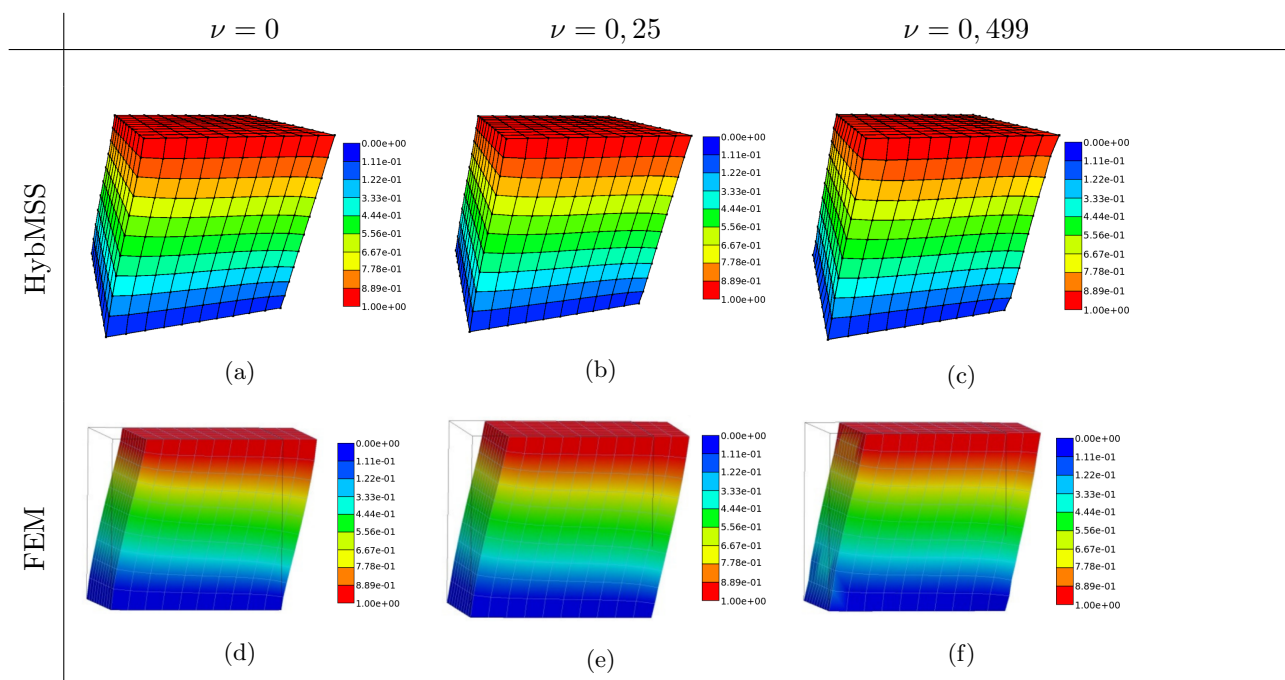 ν = 0
ν = 0, 25
ν = 0, 499
HybMSS
0.00e+00
1.11e-01
1.22e-01
3.33e-01
4.44e-01
5.56e-01
6.67e-01
7.78e-01
8.89e-01
1.00e+00
0.00e+00
1.11e-01
1.22e-01
3.33e-01
4.44e-01
5.56e-01
6.67e-01
7.78e-01
8.89e-01
1.00e+00
0.00e+00
1.11e-01
1.22e-01
3.33e-01
4.44e-01
5.56e-01
6.67e-01
7.78e-01
8.89e-01
1.00e+00
(a)
(b)
(c)
FEM
0.00e+00
1.11e-01
1.22e-01
3.33e-01
4.44e-01
5.56e-01
6.67e-01
7.78e-01
8.89e-01
1.00e+00
0.00e+00
1.11e-01
1.22e-01
3.33e-01
4.44e-01
5.56e-01
6.67e-01
7.78e-01
8.89e-01
1.00e+00
0.00e+00
1.11e-01
1.22e-01
3.33e-01
4.44e-01
5.56e-01
6.67e-01
7.78e-01
8.89e-01
1.00e+00
(d)
(e)
(f)